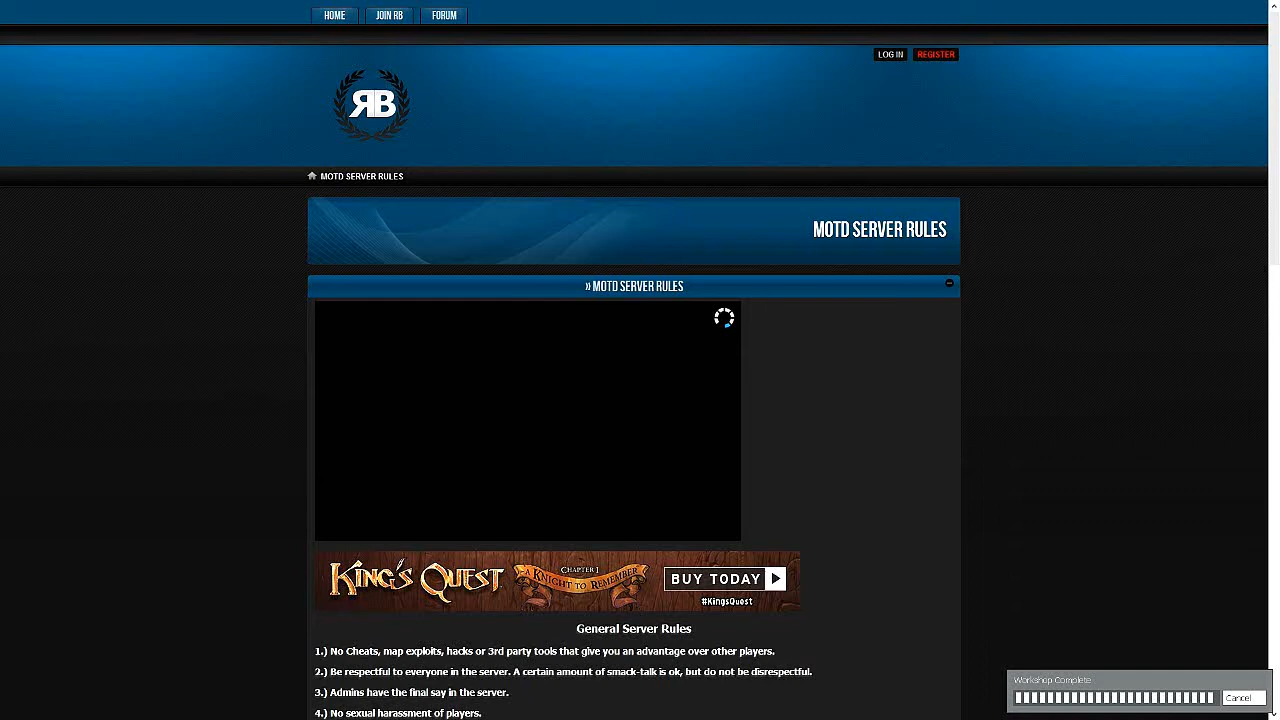 HOME JOIN RB FORUM
LOG IN REGISTER
RB
MOTD SERVER RULES
MOTD SERVER RULES
» MOTD SERVER RULES
KING'S QUEST CHAPTER 1 A KNIGHT TO REMEMBER BUY TODAY
#KingsQuest
General Server Rules
1.) No Cheats, map exploits, hacks or 3rd party tools that give you an advantage over other players.
2.) Be respectful to everyone in the server. A certain amount of smack-talk is ok, but do not be disrespectful.
3.) Admins have the final say in the server.
4.) No sexual harassment of players.
Workshop Complete
Cancel